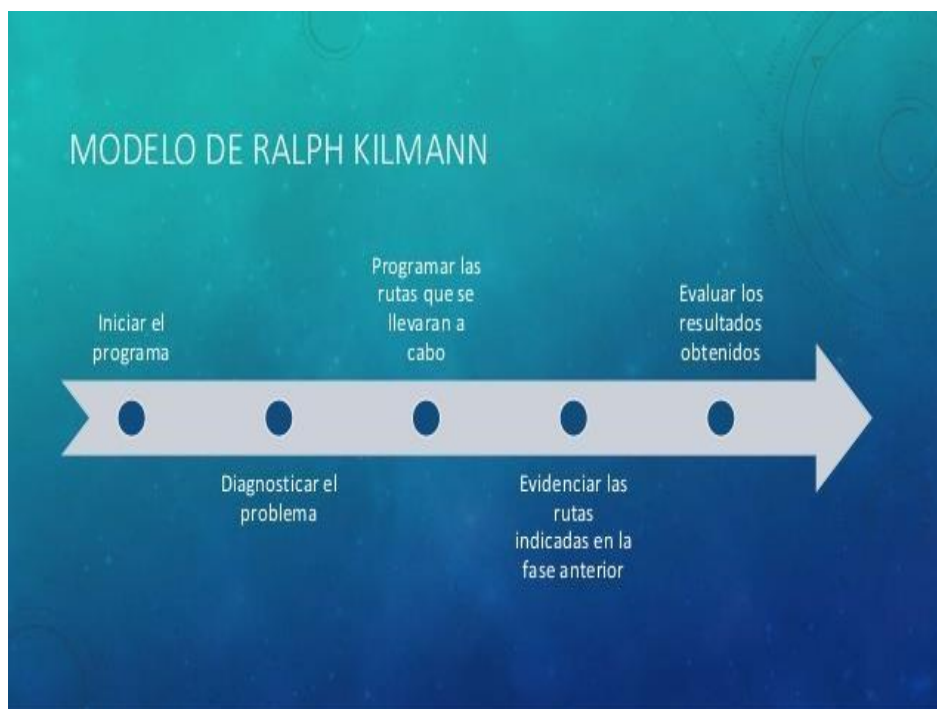 MODELO DE RALPH KILMANN
Iniciar el
programa
Diagnosticar el
problema
Programar las
rutas que se
llevaran a
cabo
Evidenciar las
rutas
indicadas en la
fase anterior
Evaluar los
resultados
obtenidos